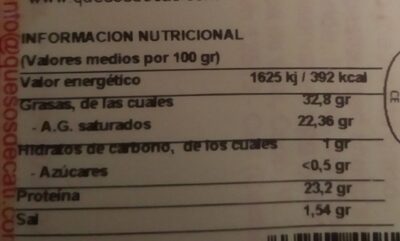 INFORMACION NUTRICIONAL
(Valores medios por 100 gr)
Valor energético 1625 kj / 392 kcal
Grasas, de las cuales 32,8 gr
- A.G. saturados 22,36 gr
Hidratos de carbono, de los cuales 1 gr
- Azúcares <0,5 gr
Proteína 23,2 gr
Sal 1,54 gr
CE